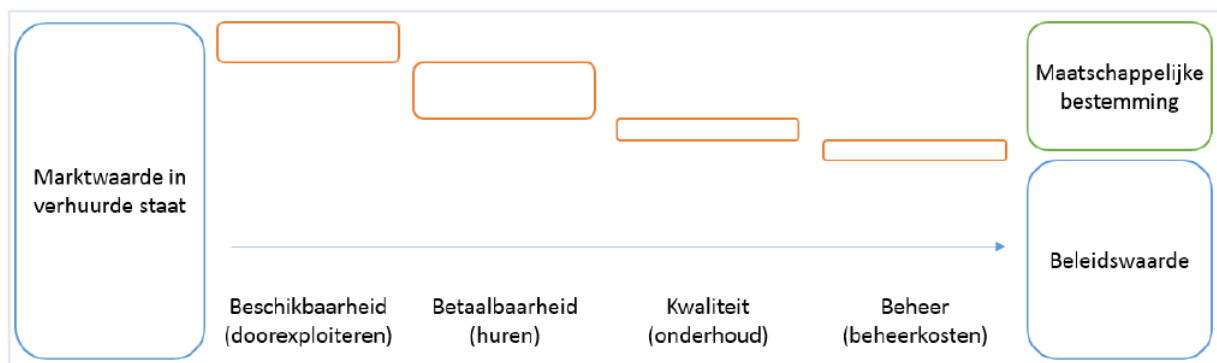 Marktwaarde in
verhuurde staat
Beschikbaarheid
(doorexploiteren)
Betaalbaarheid
(huren)
Kwaliteit
(onderhoud)
Beheer
(beheerkosten)
Maatschappelijke
bestemming
Beleidswaarde